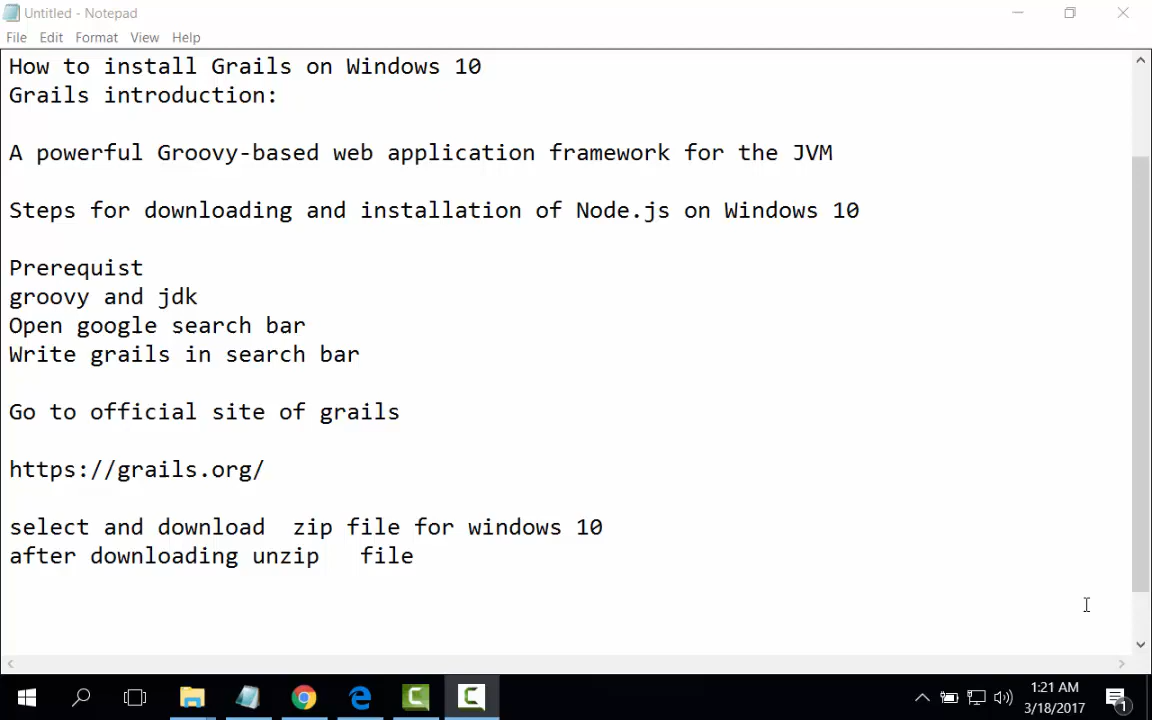 Untitled - Notepad
File Edit Format View Help
How to install Grails on Windows 10
Grails introduction:
A powerful Groovy-based web application framework for the JVM
Steps for downloading and installation of Node.js on Windows 10
Prerequist
groovy and jdk
Open google search bar
Write grails in search bar
Go to official site of grails
https://grails.org/
select and download zip file for windows 10
after downloading unzip file
1:21 AM
3/18/2017
1